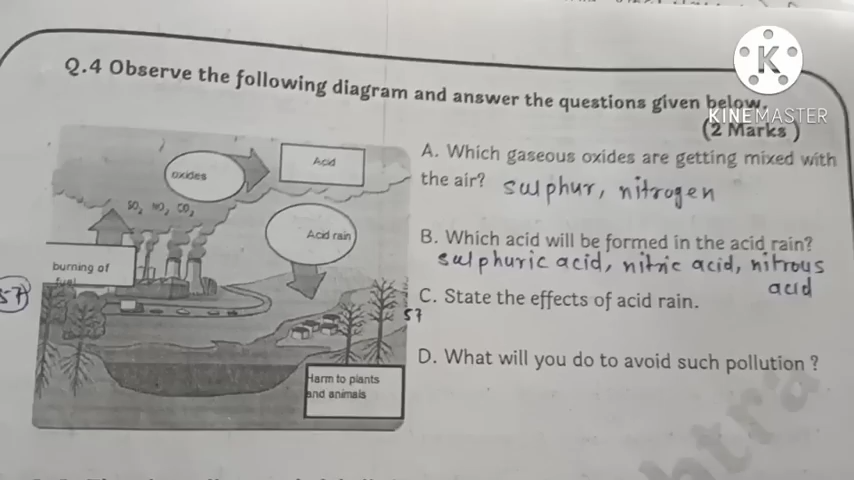 K
KINEMASTER
Q.4 Observe the following diagram and answer the questions given below.
(2 Marks )
oxides
Acid
SO₂ NO₂ CO₂
Acid rain
burning of
fuel
57
Harm to plants
and animals
A. Which gaseous oxides are getting mixed with
the air? sulphur, nitrogen
B. Which acid will be formed in the acid rain?
sulphuric acid, nitric acid, nitrous
acid
57
C. State the effects of acid rain.
D. What will you do to avoid such pollution ?